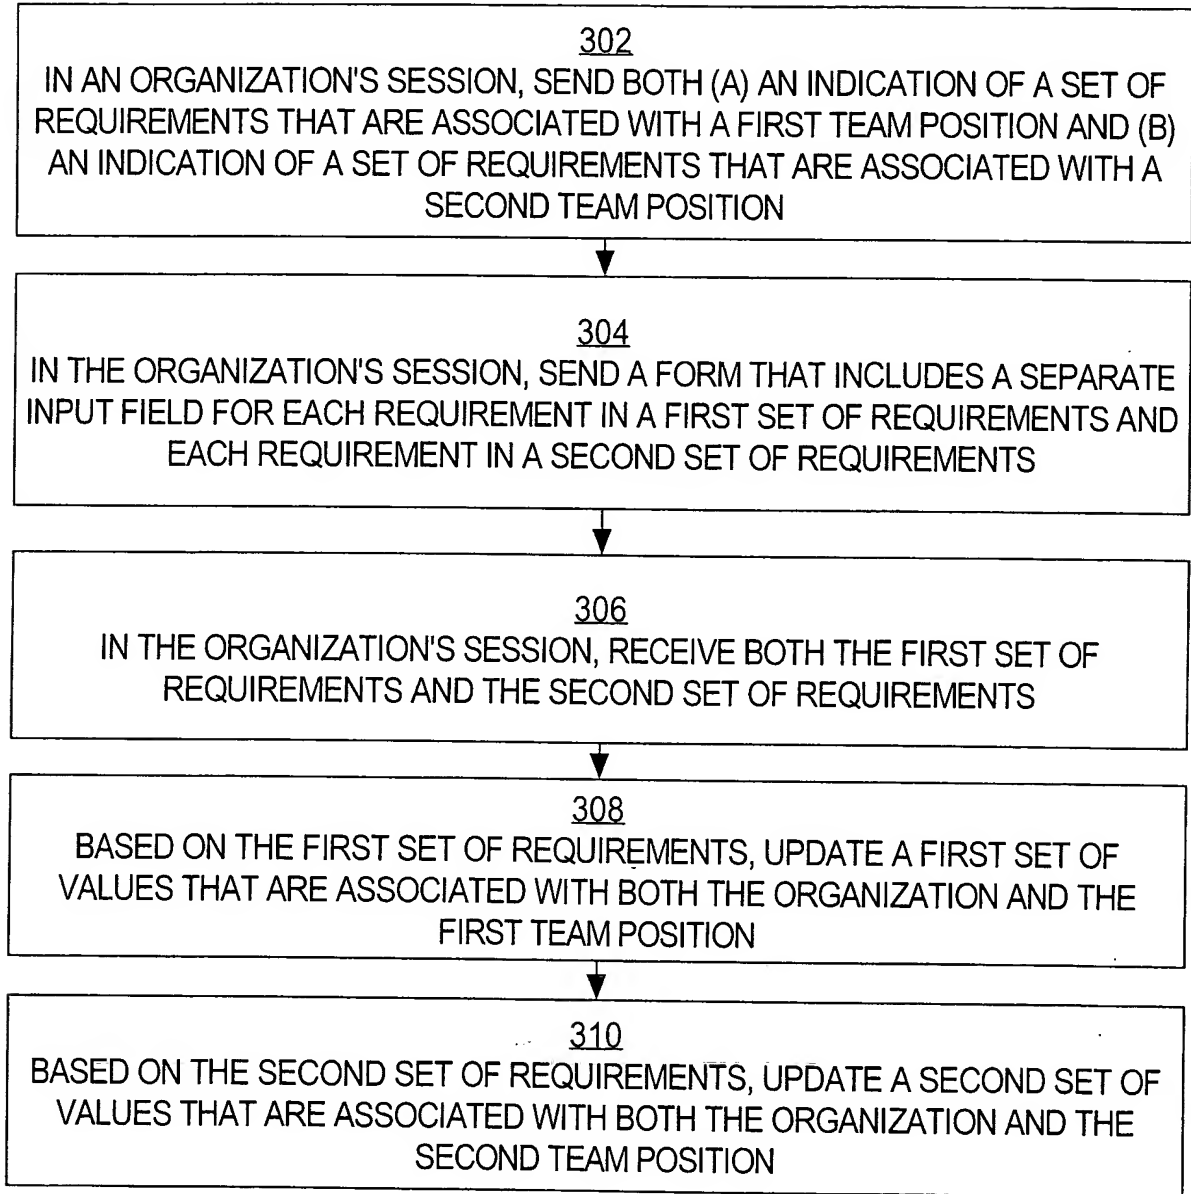 302
IN AN ORGANIZATION'S SESSION, SEND BOTH (A) AN INDICATION OF A SET OF
REQUIREMENTS THAT ARE ASSOCIATED WITH A FIRST TEAM POSITION AND (B)
AN INDICATION OF A SET OF REQUIREMENTS THAT ARE ASSOCIATED WITH A
SECOND TEAM POSITION
304
IN THE ORGANIZATION'S SESSION, SEND A FORM THAT INCLUDES A SEPARATE
INPUT FIELD FOR EACH REQUIREMENT IN A FIRST SET OF REQUIREMENTS AND
EACH REQUIREMENT IN A SECOND SET OF REQUIREMENTS
306
IN THE ORGANIZATION'S SESSION, RECEIVE BOTH THE FIRST SET OF
REQUIREMENTS AND THE SECOND SET OF REQUIREMENTS
308
BASED ON THE FIRST SET OF REQUIREMENTS, UPDATE A FIRST SET OF
VALUES THAT ARE ASSOCIATED WITH BOTH THE ORGANIZATION AND THE
FIRST TEAM POSITION
310
BASED ON THE SECOND SET OF REQUIREMENTS, UPDATE A SECOND SET OF
VALUES THAT ARE ASSOCIATED WITH BOTH THE ORGANIZATION AND THE
SECOND TEAM POSITION